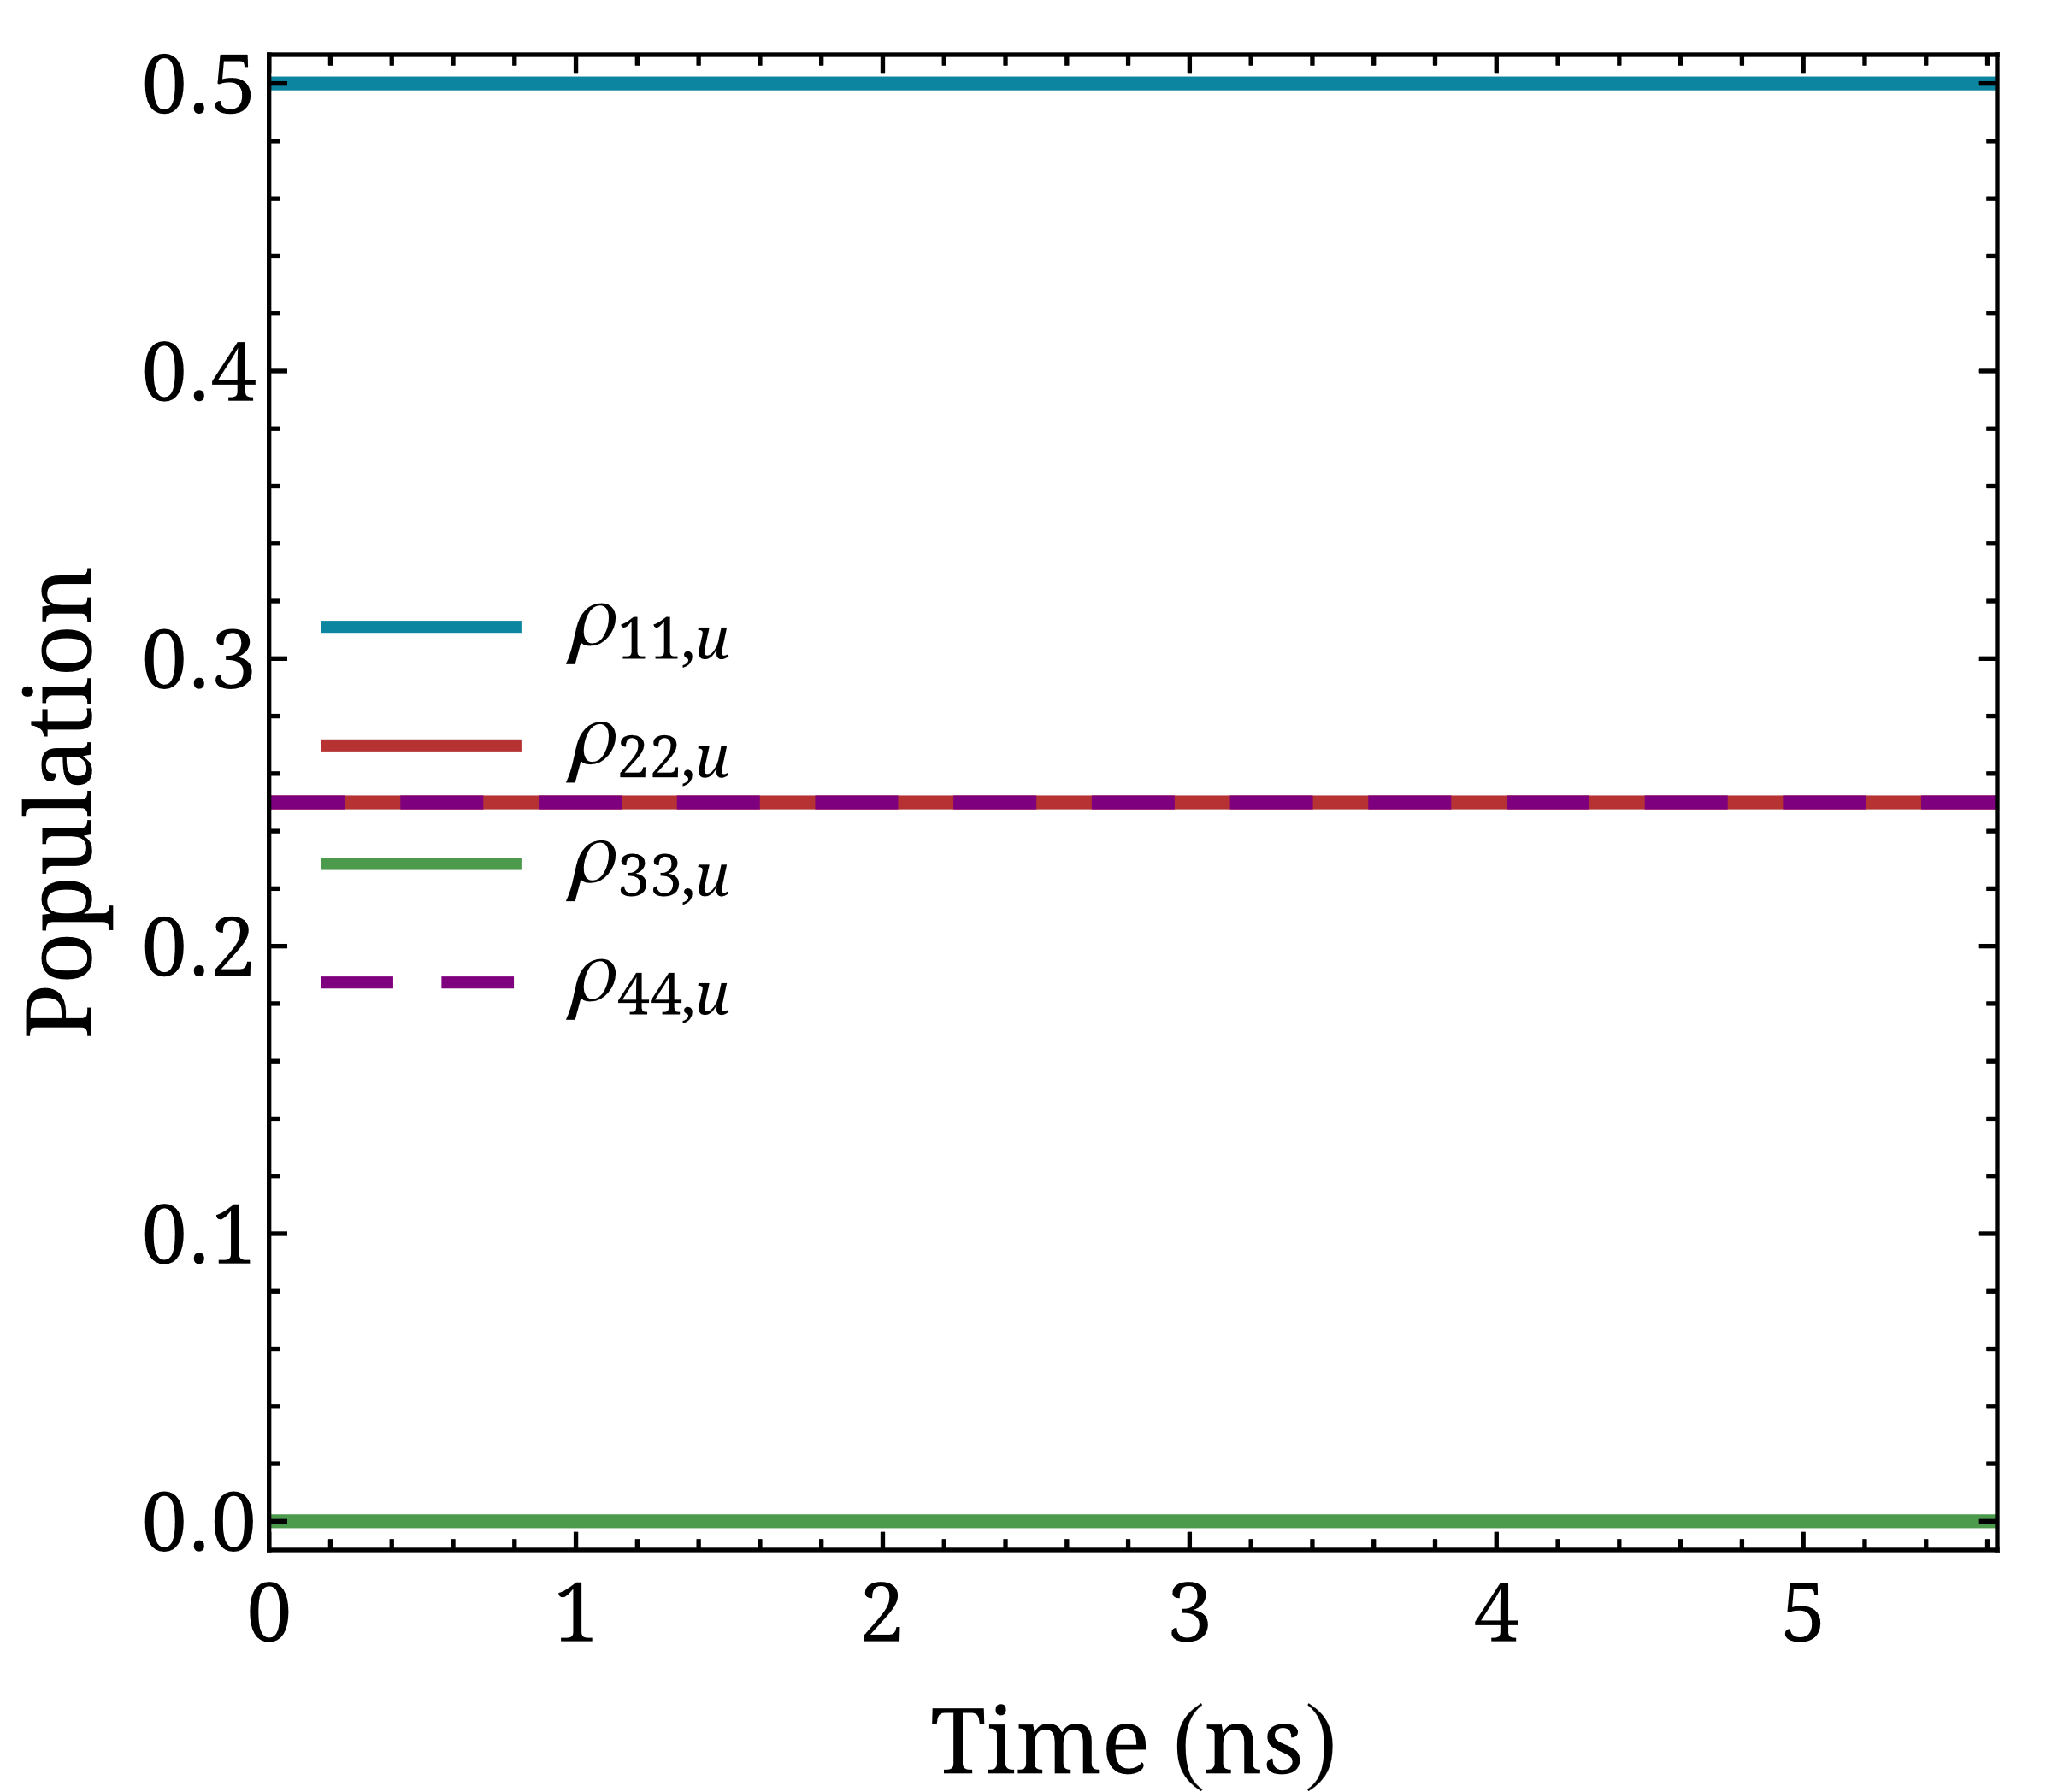 0.5
0.4
0.3
0.2
0.1
0.0
Population
ρ11,u
ρ22,u
ρ33,u
ρ44,u
0 1 2 3 4 5
Time (ns)